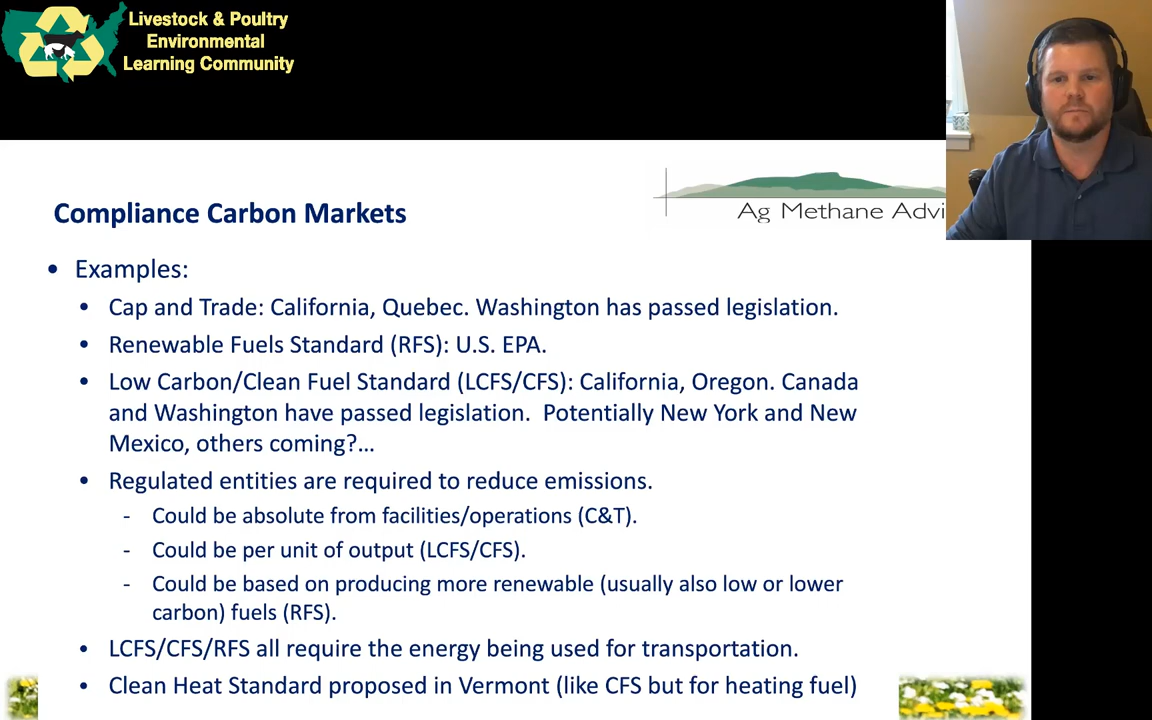 Livestock & Poultry
Environmental
Learning Community
Ag Methane Advi
Compliance Carbon Markets
• Examples:
• Cap and Trade: California, Quebec. Washington has passed legislation.
• Renewable Fuels Standard (RFS): U.S. EPA.
• Low Carbon/Clean Fuel Standard (LCFS/CFS): California, Oregon. Canada
and Washington have passed legislation. Potentially New York and New
Mexico, others coming?...
• Regulated entities are required to reduce emissions.
- Could be absolute from facilities/operations (C&T).
- Could be per unit of output (LCFS/CFS).
- Could be based on producing more renewable (usually also low or lower
carbon) fuels (RFS).
• LCFS/CFS/RFS all require the energy being used for transportation.
• Clean Heat Standard proposed in Vermont (like CFS but for heating fuel)